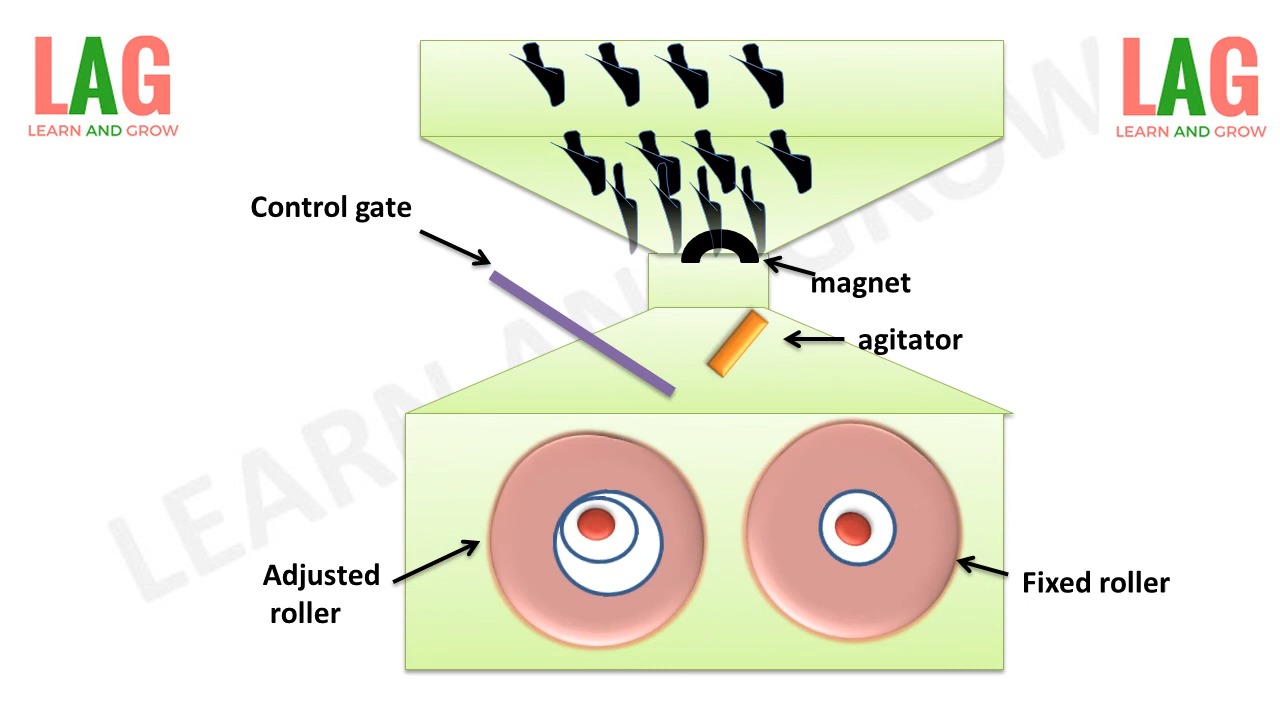 LAG
LEARN AND GROW
LAG
LEARN AND GROW
Control gate
magnet
agitator
Adjusted
roller
Fixed roller
LEARN AND GROW